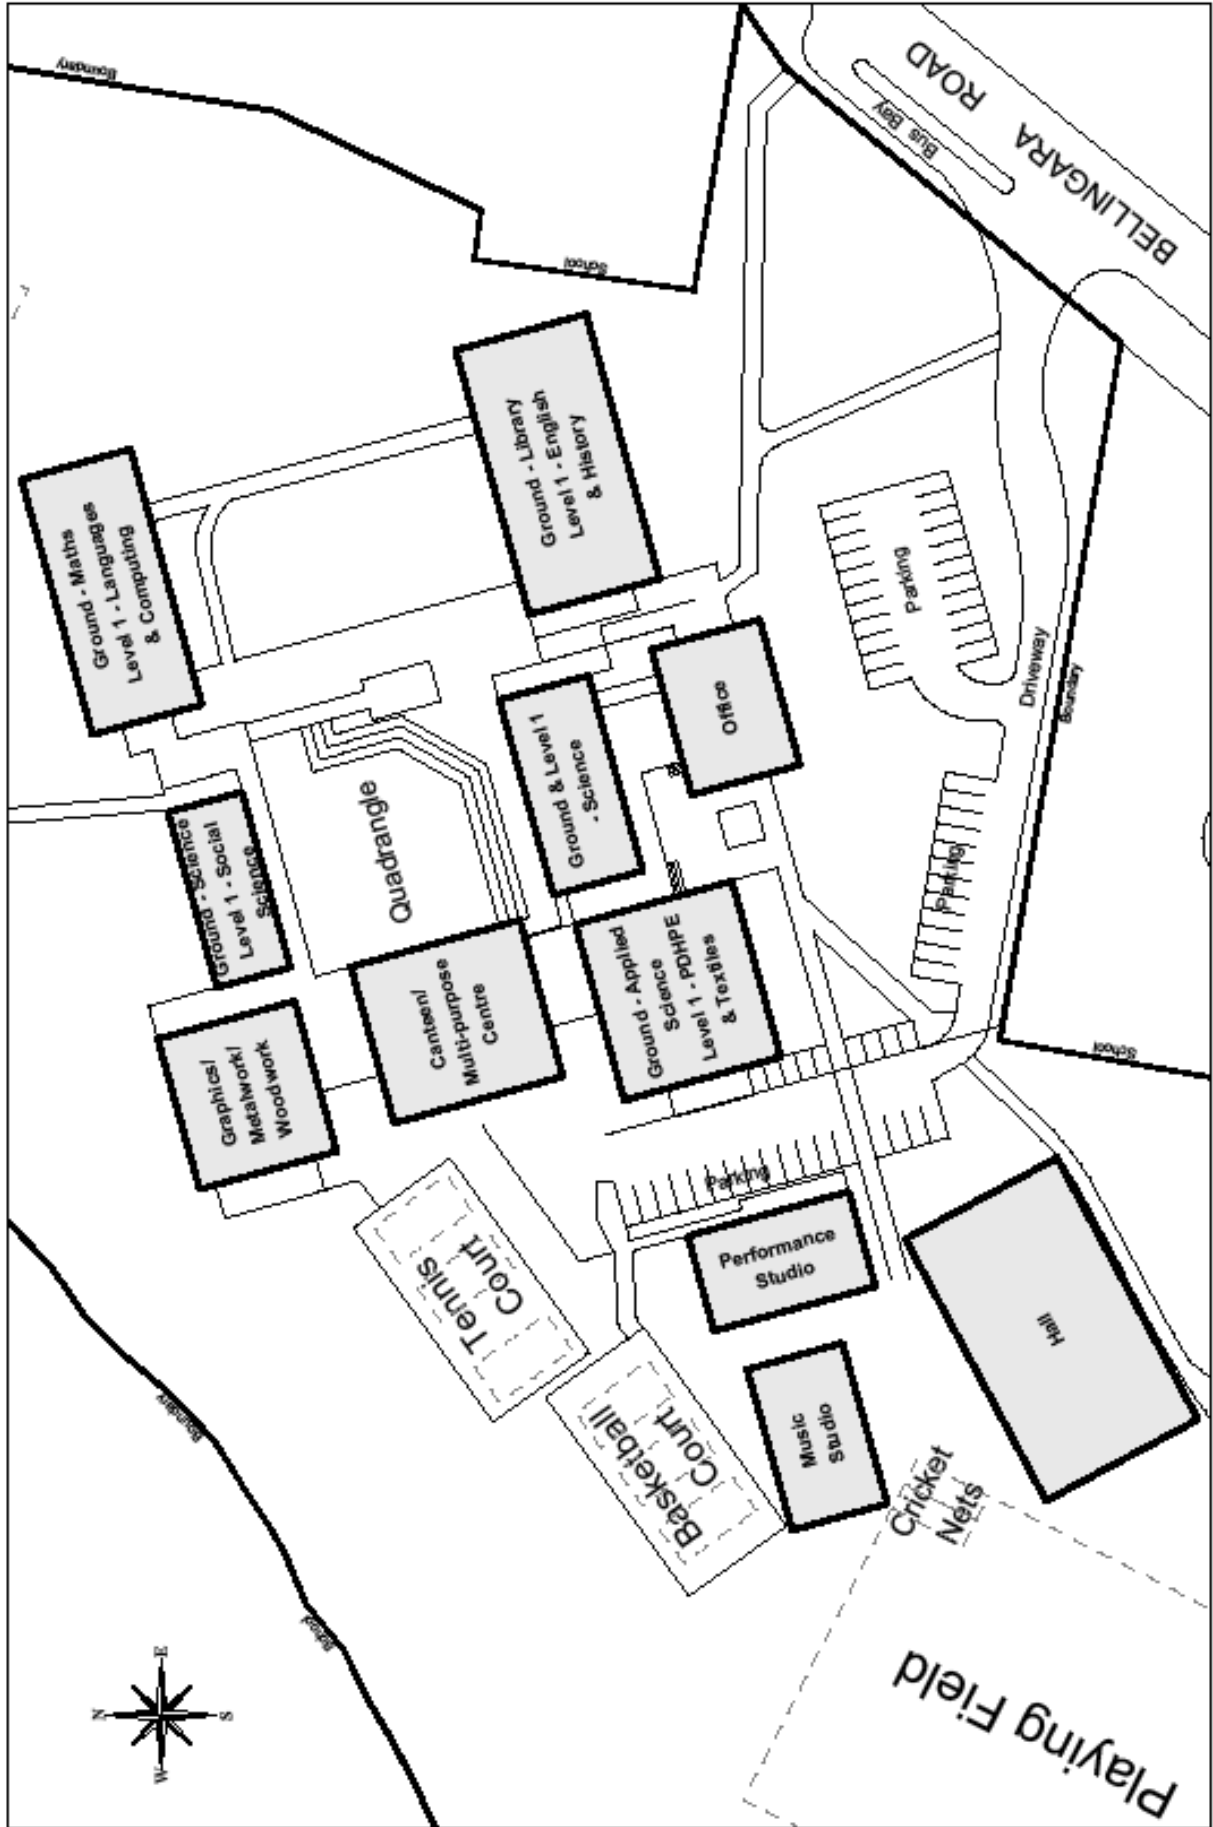 Boundary
BELLINGARA ROAD
Bus Bay
School
Ground - Library
Level 1 - English
& History
Ground - Maths
Level 1 - Languages
& Computing
Parking
Driveway
Boundary
Office
Ground & Level 1
- Science
Quadrangle
Ground - Science
Level 1 - Social
Science
Parking
Ground - Applied
Science
Level 1 - PDHPE
& Textiles
Canteen/
Multi-purpose
Centre
Graphics/
Metalwork/
Woodwork
School
Parking
Performance
Studio
Tennis
Court
Hall
Basketball
Court
Music
Studio
Boundary
Cricket
Nets
School
Playing Field
N
E
S
W